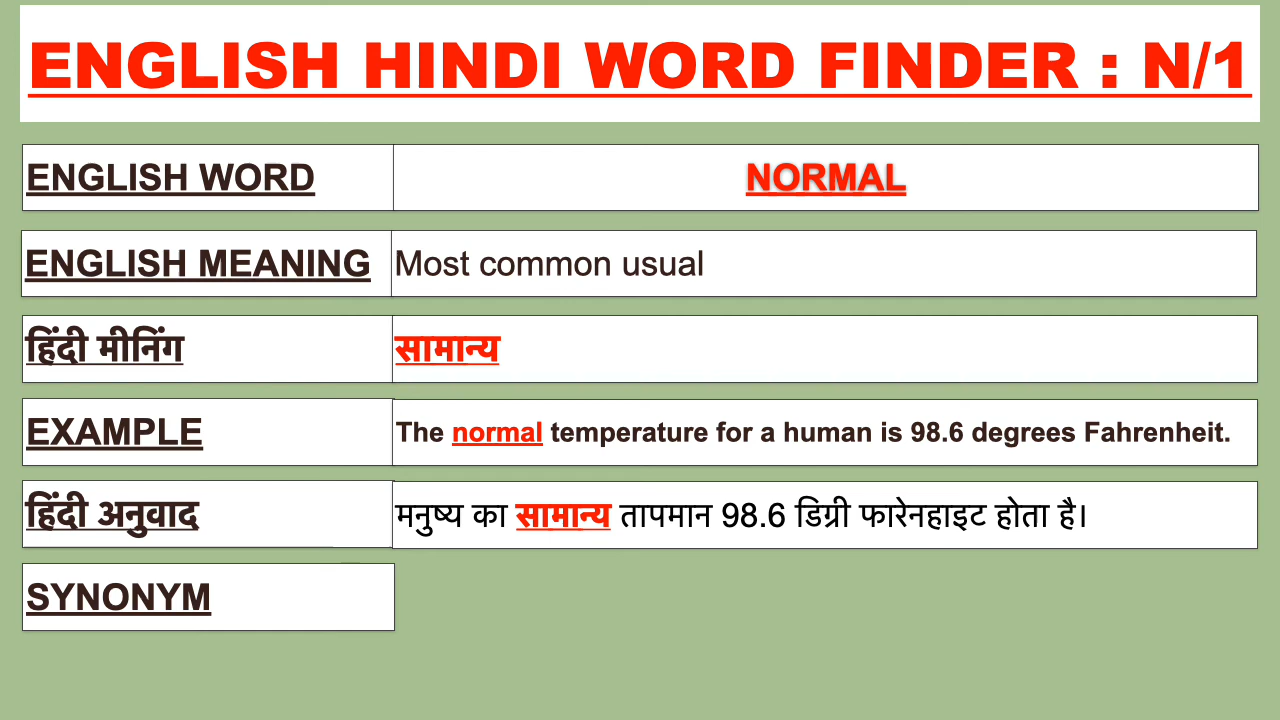 ENGLISH HINDI WORD FINDER : N/1
ENGLISH WORD NORMAL
ENGLISH MEANING Most common usual
हिंदी मीनिंग सामान्य
EXAMPLE The normal temperature for a human is 98.6 degrees Fahrenheit.
हिंदी अनुवाद मनुष्य का सामान्य तापमान 98.6 डिग्री फारेनहाइट होता है।
SYNONYM